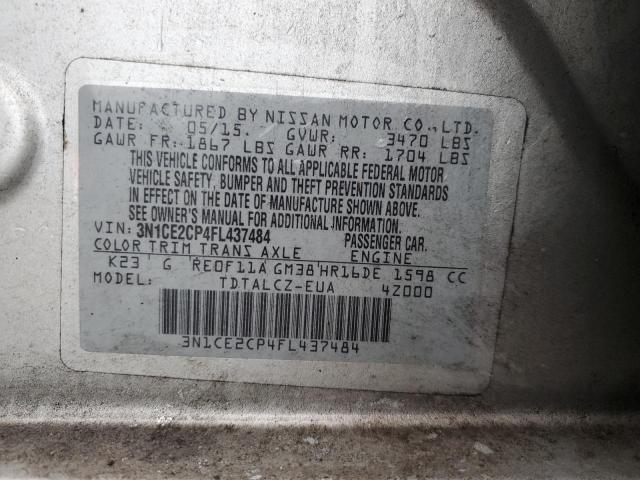 MANUFACTURED BY NISSAN MOTOR CO., LTD.
DATE: 05/15. GVWR: 3470 LBS
GAWR FR: 1867 LBS GAWR RR: 1704 LBS
THIS VEHICLE CONFORMS TO ALL APPLICABLE FEDERAL MOTOR
VEHICLE SAFETY, BUMPER AND THEFT PREVENTION STANDARDS
IN EFFECT ON THE DATE OF MANUFACTURE SHOWN ABOVE.
SEE OWNER'S MANUAL FOR ADDITIONAL INFORMATION.
VIN: 3N1CE2CP4FL437484 PASSENGER CAR.
COLOR TRIM TRANS AXLE ENGINE
K23 G RE0F11A GM38 HR16DE 1598 CC
MODEL: TDTALCZ-EUA 4Z000
3N1CE2CP4FL437484